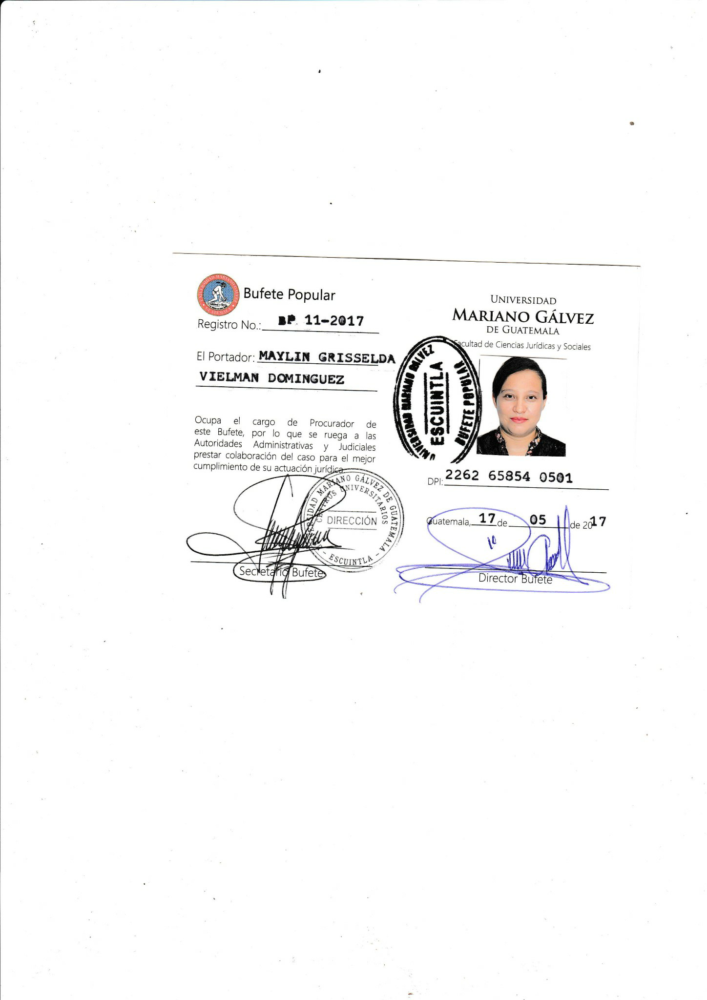 Bufete Popular
Registro No.: BP. 11-2017
El Portador: MAYLIN GRISSELDA
VIELMAN DOMINGUEZ
Ocupa el cargo de Procurador de
este Bufete, por lo que se ruega a las
Autoridades Administrativas y Judiciales
prestar colaboración del caso para el mejor
cumplimiento de su actuación jurídica
Secretario Bufete
UNIVERSIDAD MARIANO GÁLVEZ DE GUATEMALA
CENTROS UNIVERSITARIOS
DIRECCIÓN
- ESCUINTLA -
UNIVERSIDAD
MARIANO GÁLVEZ
DE GUATEMALA
Facultad de Ciencias Jurídicas y Sociales
UNIVERSIDAD MARIANO GALVEZ
ESCUINTLA
BUFETE POPULAR
DPI: 2262 65854 0501
Guatemala, 17 de 05 de 2017
Director Bufete
UNIVERSIDAD MARIANO GALVEZ
GUATEMALA